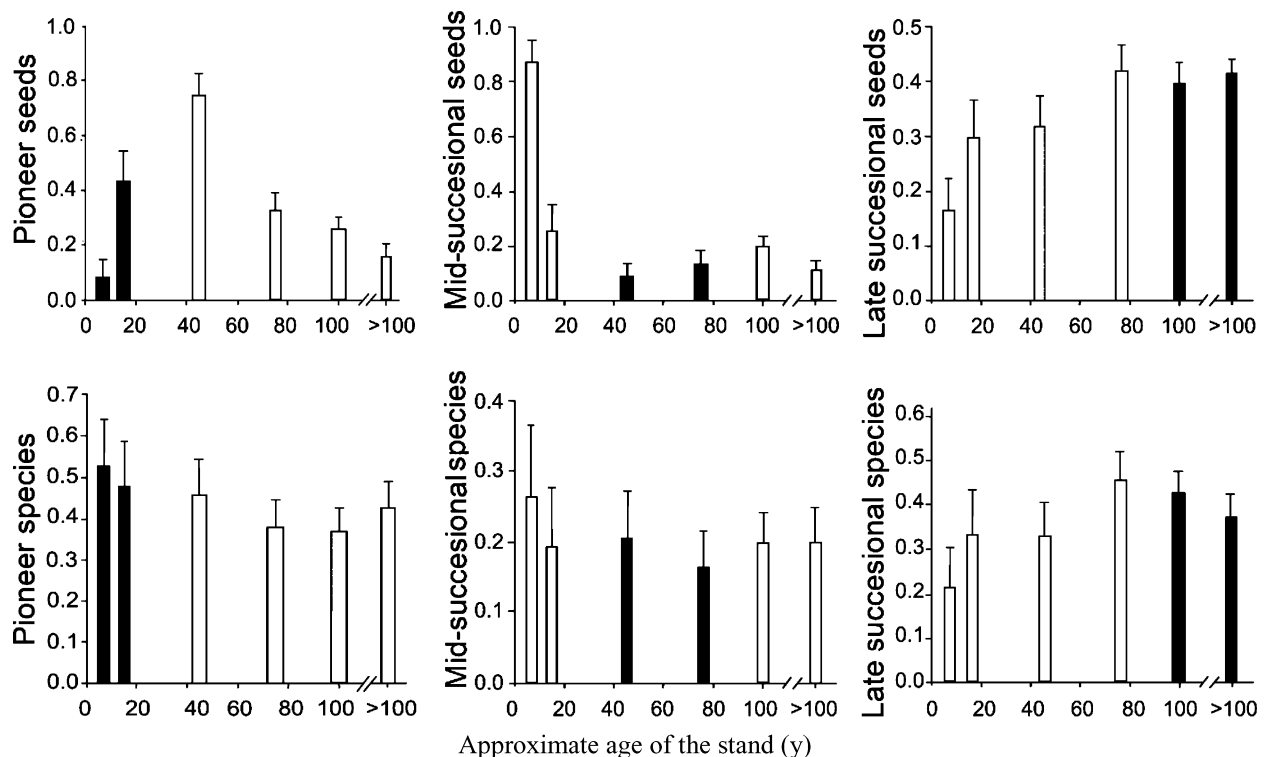 Pioneer seeds
1.0
0.8
0.6
0.4
0.2
0.0
0 20 40 60 80 100 >100
Mid-succesional seeds
1.0
0.8
0.6
0.4
0.2
0.0
0 20 40 60 80 100 >100
Late succesional seeds
0.5
0.4
0.3
0.2
0.1
0.0
0 20 40 60 80 100 >100
Pioneer species
0.7
0.6
0.5
0.4
0.3
0.2
0.1
0.0
0 20 40 60 80 100 >100
Mid-succesional species
0.4
0.3
0.2
0.1
0.0
0 20 40 60 80 100 >100
Late succesional species
0.6
0.5
0.4
0.3
0.2
0.1
0.0
0 20 40 60 80 100 >100
Approximate age of the stand (y)